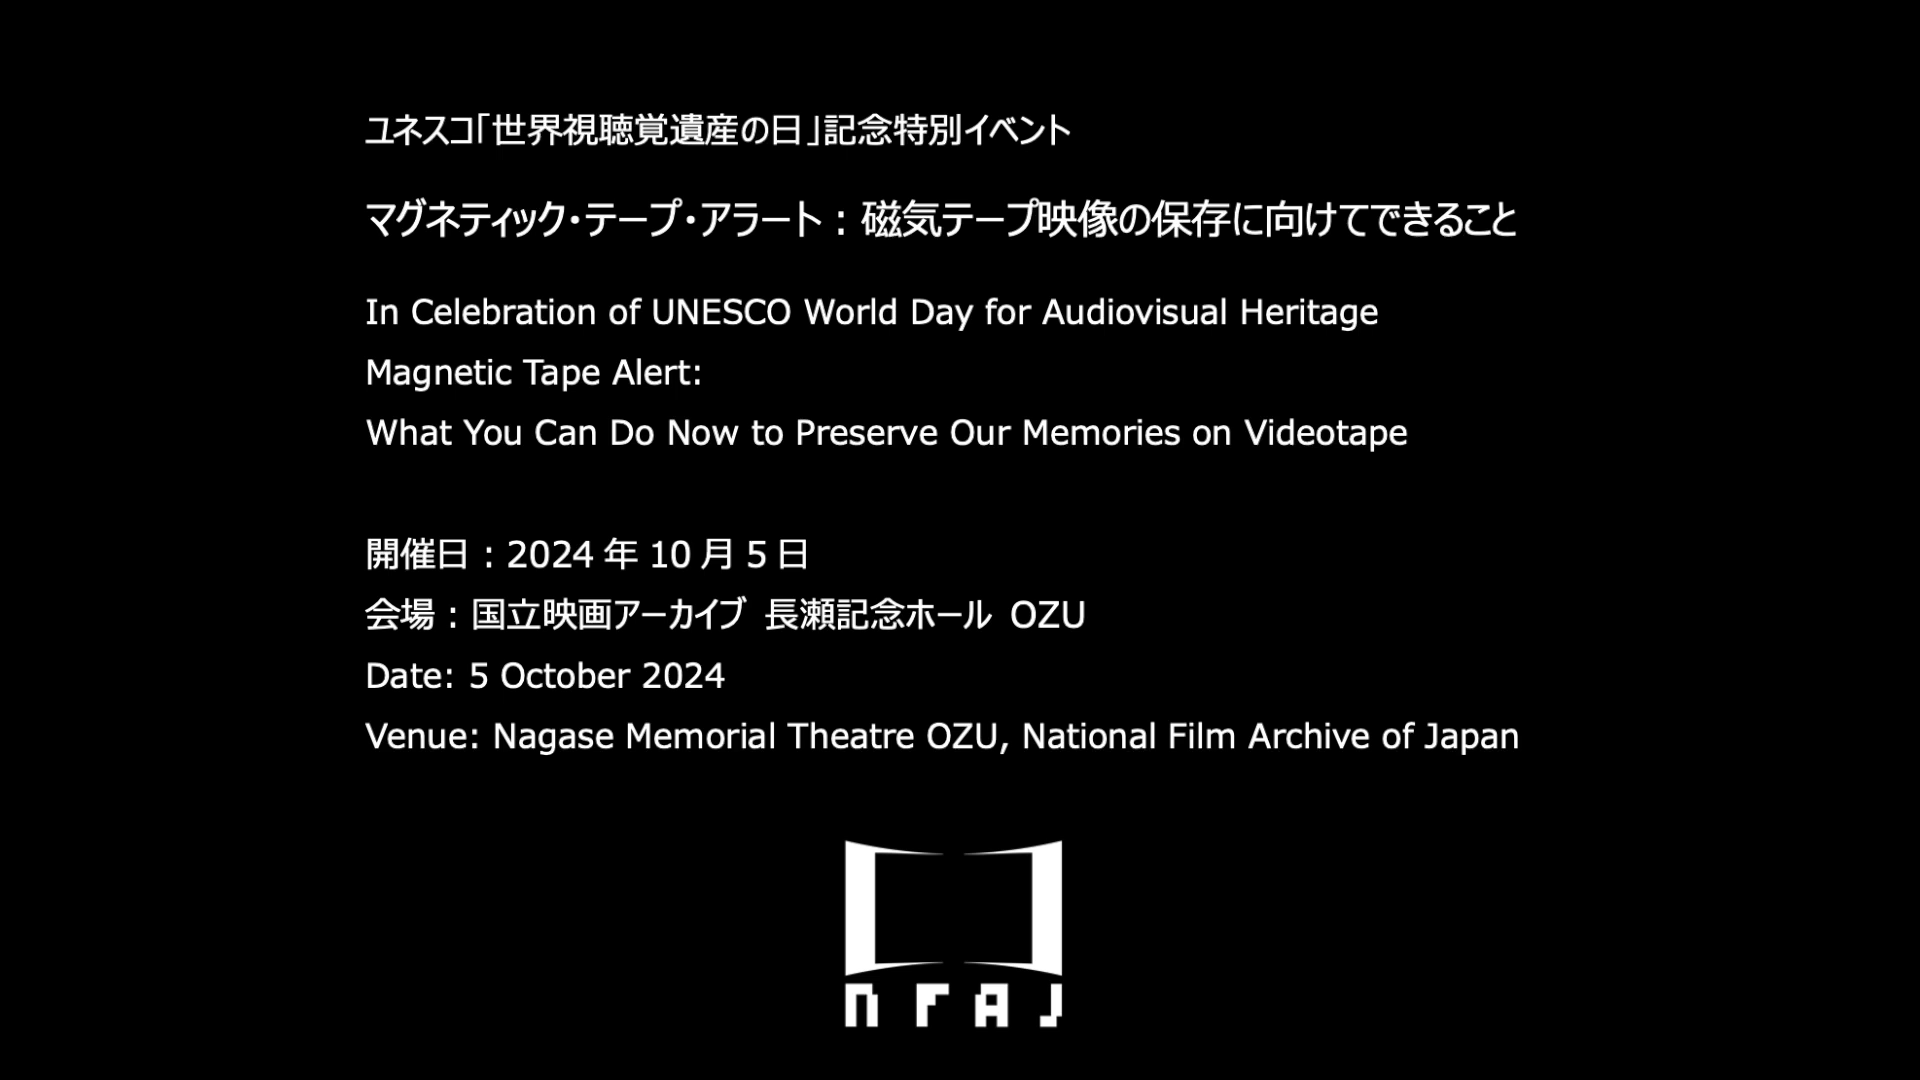 ユネスコ「世界視聴覚遺産の日」記念特別イベント
マグネティック・テープ・アラート：磁気テープ映像の保存に向けてできること
In Celebration of UNESCO World Day for Audiovisual Heritage
Magnetic Tape Alert:
What You Can Do Now to Preserve Our Memories on Videotape
開催日：2024 年 10 月 5 日
会場：国立映画アーカイブ 長瀬記念ホール OZU
Date: 5 October 2024
Venue: Nagase Memorial Theatre OZU, National Film Archive of Japan
NFAJ